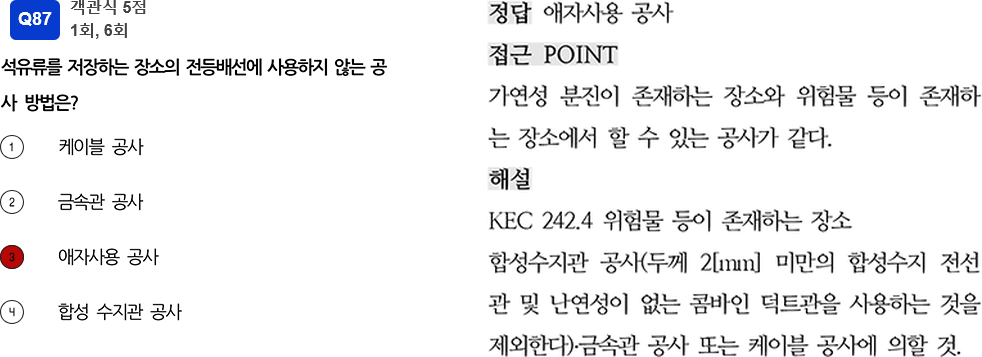 Q87
객관식 5점
1회, 6회
석유류를 저장하는 장소의 전등배선에 사용하지 않는 공
사 방법은?
1 케이블 공사
2 금속관 공사
3 애자사용 공사
4 합성 수지관 공사
정답 애자사용 공사
접근 POINT
가연성 분진이 존재하는 장소와 위험물 등이 존재하
는 장소에서 할 수 있는 공사가 같다.
해설
KEC 242.4 위험물 등이 존재하는 장소
합성수지관 공사(두께 2[mm] 미만의 합성수지 전선
관 및 난연성이 없는 콤바인 덕트관을 사용하는 것을
제외한다)·금속관 공사 또는 케이블 공사에 의할 것.